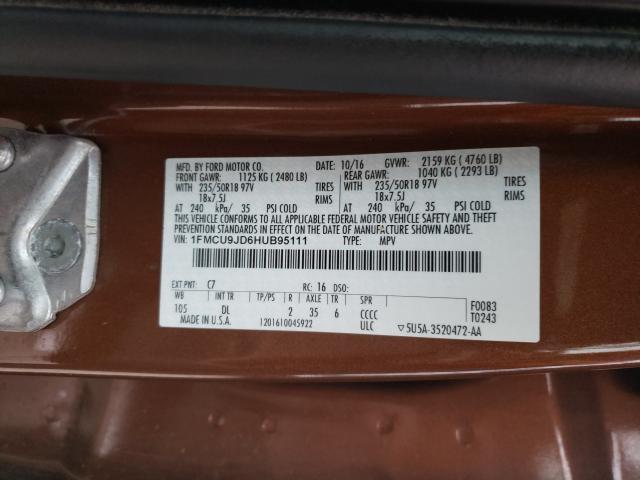 MFD. BY FORD MOTOR CO. 10/16 GVWR: 2159 KG ( 4760 LB)
FRONT GAWR: 1125 KG ( 2480 LB) REAR GAWR: 1040 KG ( 2293 LB)
WITH 235/50R18 97V TIRES WITH 235/50R18 97V TIRES
18x7.5J RIMS 18x7.5J RIMS
AT 240 kPa/ 35 PSI COLD AT 240 kPa/ 35 PSI COLD
THIS VEHICLE CONFORMS TO ALL APPLICABLE FEDERAL MOTOR VEHICLE SAFETY AND THEFT
PREVENTION STANDARDS IN EFFECT ON THE DATE OF MANUFACTURE SHOWN ABOVE.
VIN: 1FMCU9JD6HUB95111 TYPE: MPV
EXT PNT: C7 RC: 16 DSO:
WB INT TR TP/PS R AXLE TR SPR F0083
105 DL 2 35 6 CCCC T0243
MADE IN U.S.A. 1201610045922 ULC ▽5U5A-3520472-AA